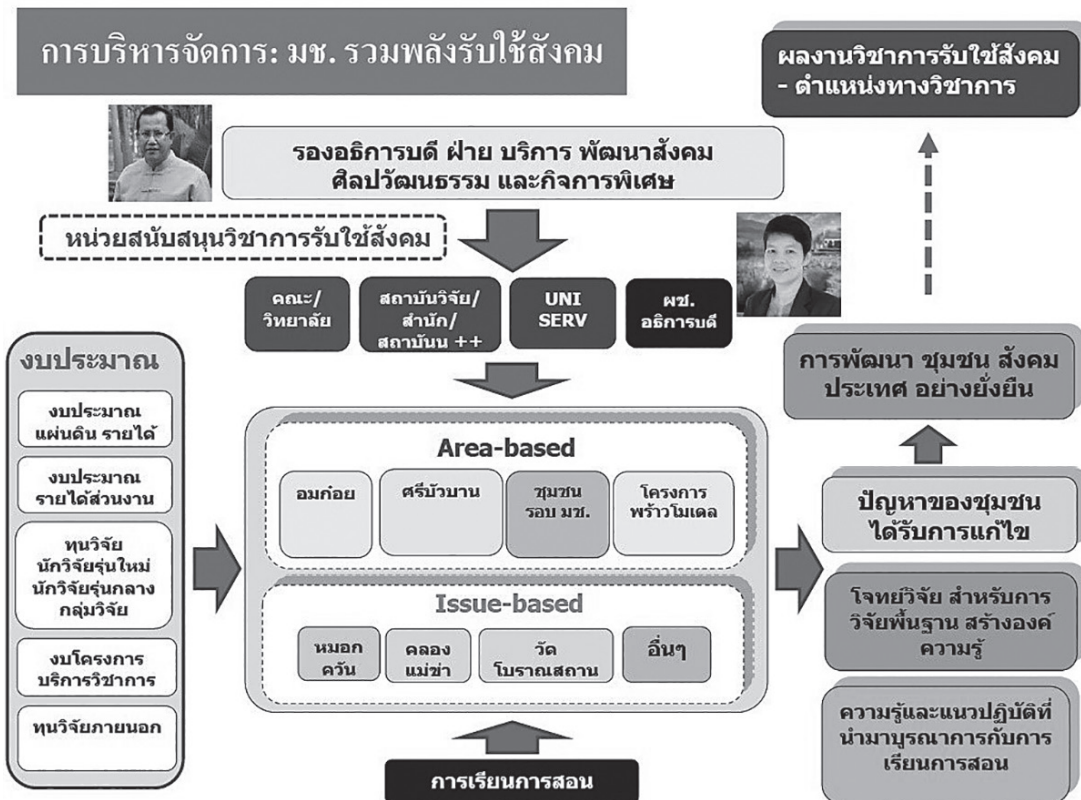 การบริหารจัดการ: มช. รวมพลังรับใช้สังคม
ผลงานวิชาการรับใช้สังคม
- ตำแหน่งทางวิชาการ
รองอธิการบดี ฝ่าย บริการ พัฒนาสังคม
ศิลปวัฒนธรรม และกิจการพิเศษ
หน่วยสนับสนุนวิชาการรับใช้สังคม
คณะ/
วิทยาลัย
สถาบันวิจัย/
สำนัก/
สถาบันน ++
UNI
SERV
ผช.
อธิการบดี
งบประมาณ
งบประมาณ
แผ่นดิน รายได้
งบประมาณ
รายได้ส่วนงาน
ทุนวิจัย
นักวิจัยรุ่นใหม่
นักวิจัยรุ่นกลาง
กลุ่มวิจัย
งบโครงการ
บริการวิชาการ
ทุนวิจัยภายนอก
Area-based
อมก๋อย
ศรีบัวบาน
ชุมชน
รอบ มช.
โครงการ
พร้าวโมเดล
Issue-based
หมอก
ควัน
คลอง
แม่ข่า
วัด
โบราณสถาน
อื่นๆ
การเรียนการสอน
การพัฒนา ชุมชน สังคม
ประเทศ อย่างยั่งยืน
ปัญหาของชุมชน
ได้รับการแก้ไข
โจทย์วิจัย สำหรับการ
วิจัยพื้นฐาน สร้างองค์
ความรู้
ความรู้และแนวปฏิบัติที่
นำมาบูรณาการกับการ
เรียนการสอน